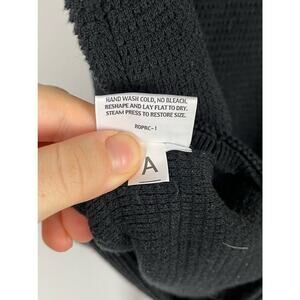 HAND WASH COLD, NO BLEACH.
RESHAPE AND LAY FLAT TO DRY.
STEAM PRESS TO RESTORE SIZE.
RDPRC-1
A